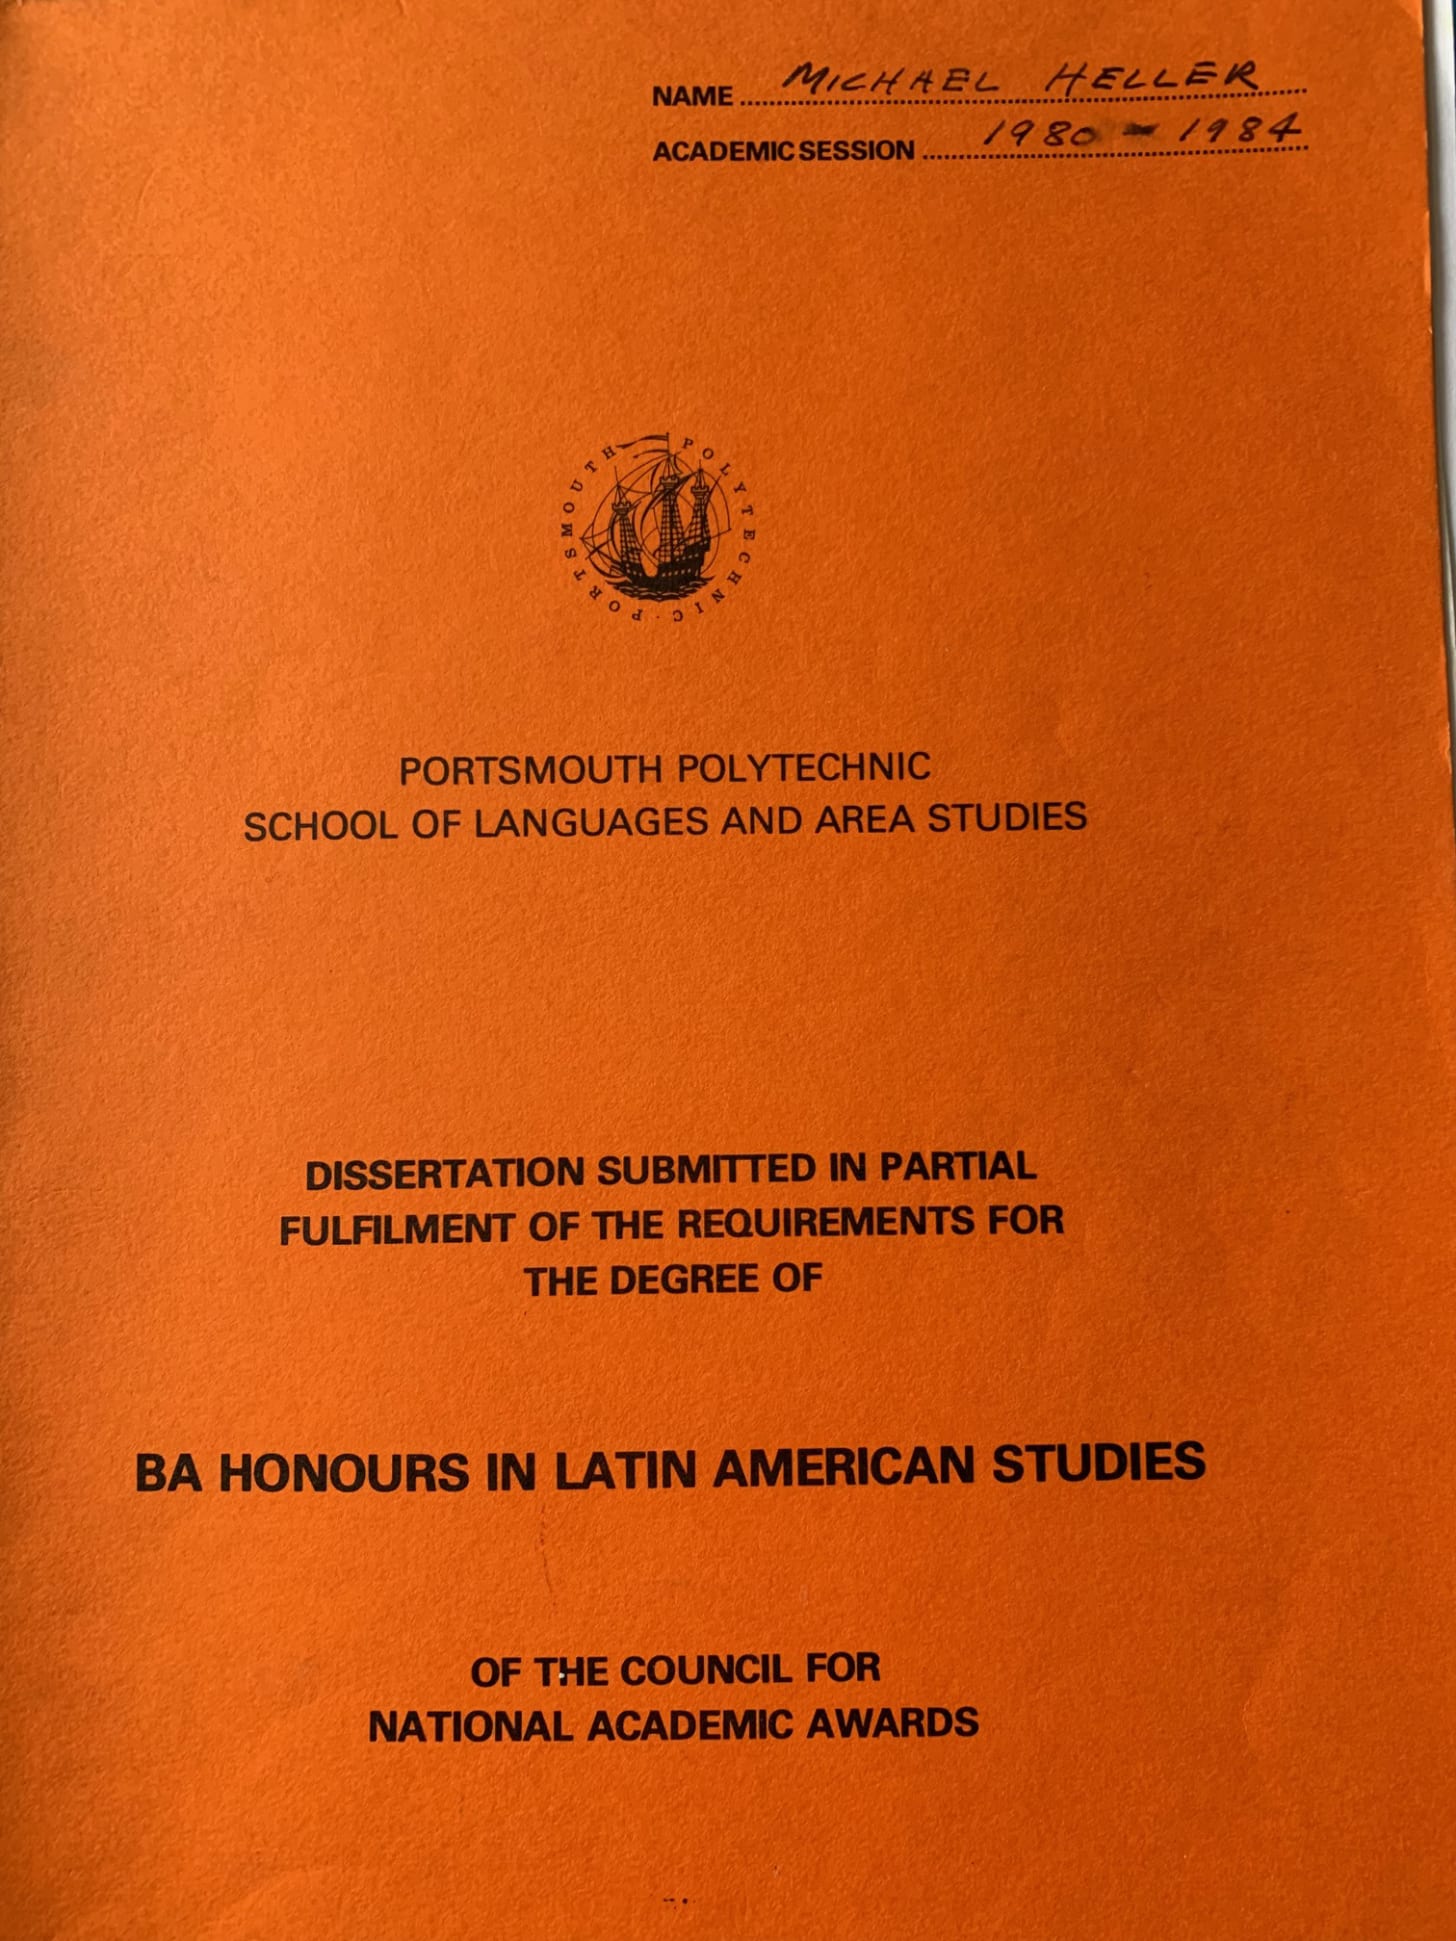 NAME MICHAEL HELLER
ACADEMIC SESSION 1980 - 1984
PORTSMOUTH POLYTECHNIC ·
PORTSMOUTH POLYTECHNIC
SCHOOL OF LANGUAGES AND AREA STUDIES
DISSERTATION SUBMITTED IN PARTIAL
FULFILMENT OF THE REQUIREMENTS FOR
THE DEGREE OF
BA HONOURS IN LATIN AMERICAN STUDIES
OF THE COUNCIL FOR
NATIONAL ACADEMIC AWARDS